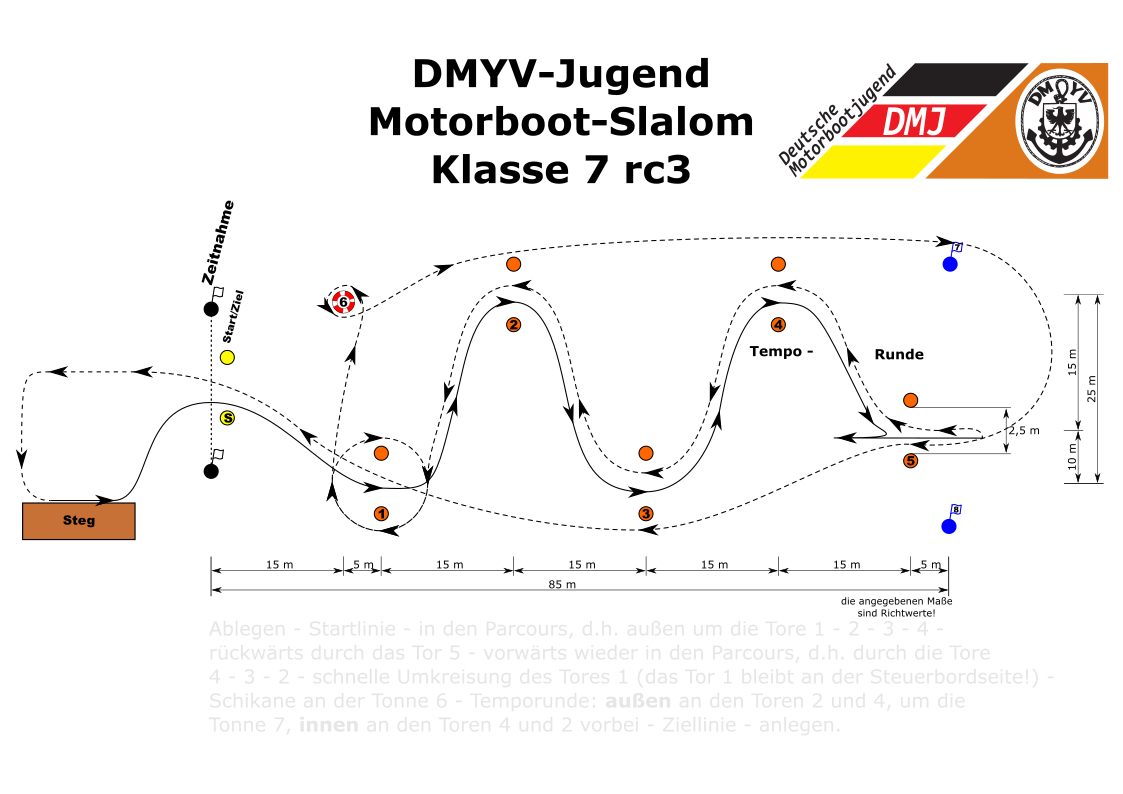 DMYV-Jugend
Motorboot-Slalom
Klasse 7 rc3
Deutsche
Motorbootjugend
DMJ
DMYV
Zeitnahme
Start/Ziel
6
7
2
4
Tempo -
Runde
15 m
25 m
S
2,5 m
10 m
5
1
3
8
Steg
15 m
5 m
15 m
15 m
15 m
15 m
5 m
85 m
die angegebenen Maße
sind Richtwerte!
Ablegen - Startlinie - in den Parcours, d.h. außen um die Tore 1 - 2 - 3 - 4 -
rückwärts durch das Tor 5 - vorwärts wieder in den Parcours, d.h. durch die Tore
4 - 3 - 2 - schnelle Umkreisung des Tores 1 (das Tor 1 bleibt an der Steuerbordseite!) -
Schikane an der Tonne 6 - Temporunde: außen an den Toren 2 und 4, um die
Tonne 7, innen an den Toren 4 und 2 vorbei - Ziellinie - anlegen.